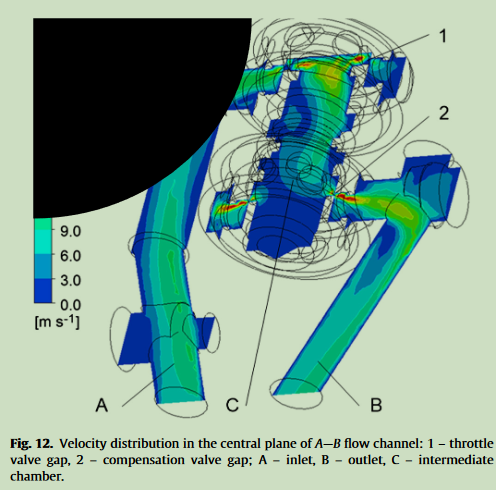 1
2
9.0
6.0
3.0
0.0
[m s-1]
A
C
B
Fig. 12. Velocity distribution in the central plane of A–B flow channel: 1 – throttle
valve gap, 2 – compensation valve gap; A – inlet, B – outlet, C – intermediate
chamber.